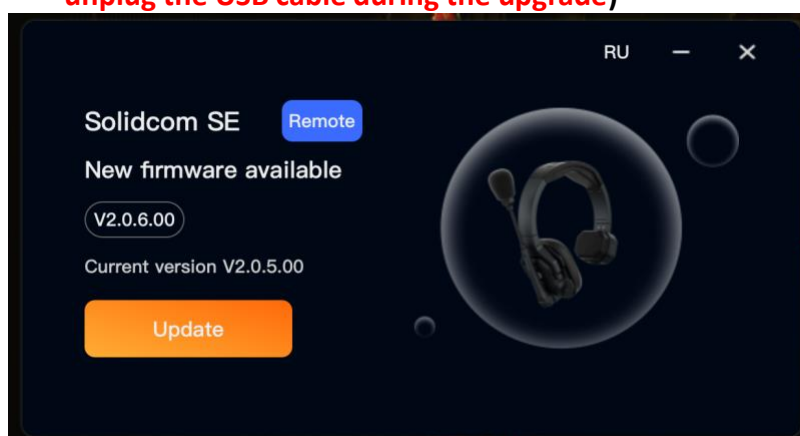 unplug the USB cable during the upgrade)
RU
Solidcom SE Remote
New firmware available
V2.0.6.00
Current version V2.0.5.00
Update